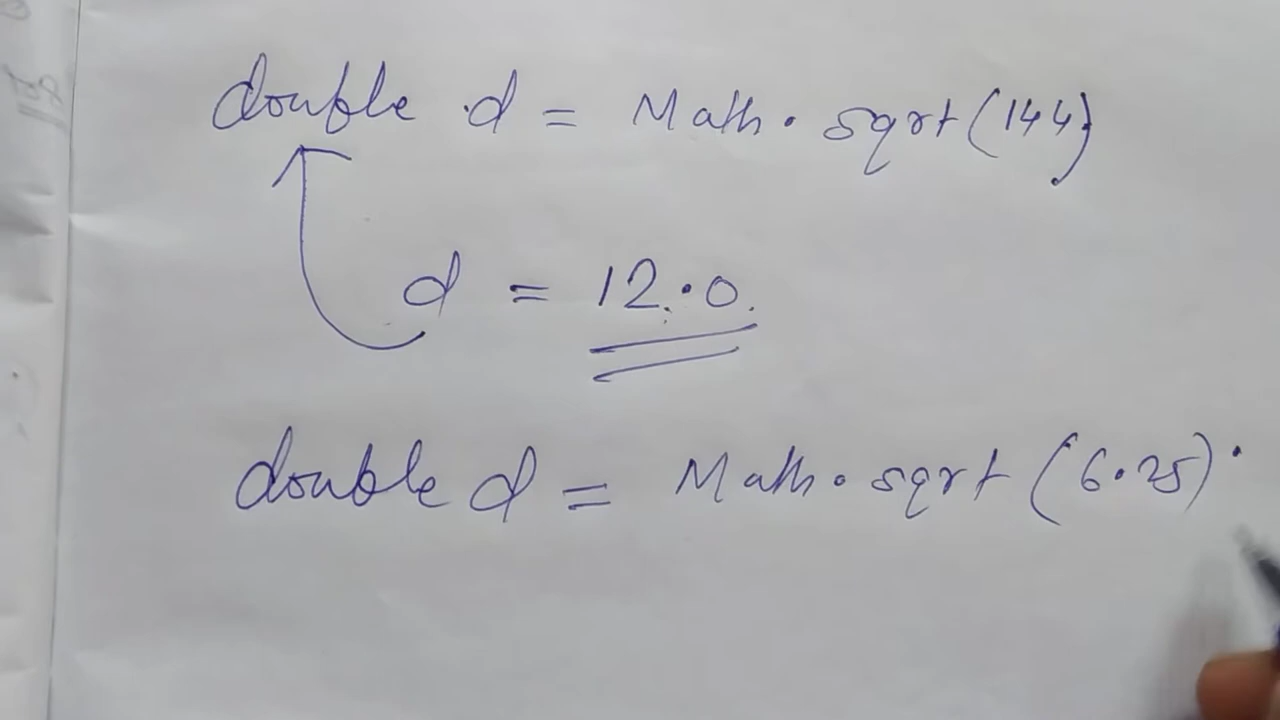 double d = Math.sqrt(144)
d = 12.0
double d = Math.sqrt(6.25)